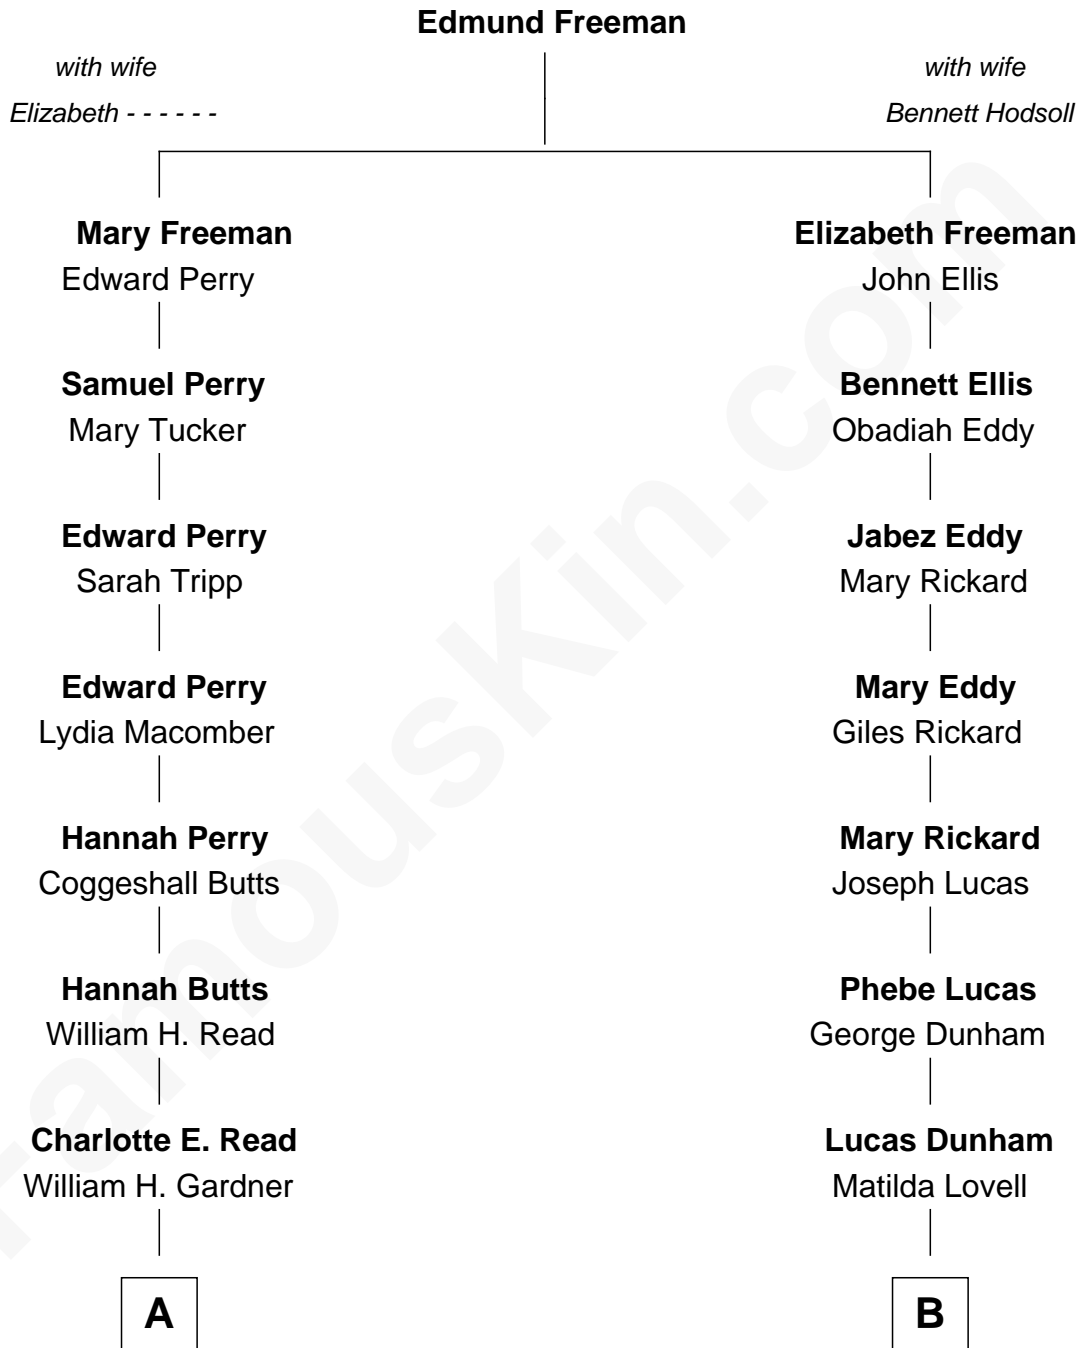 Edmund Freeman
with wife
Elizabeth - - - - - -
with wife
Bennett Hodsoll
Mary Freeman
Edward Perry
Samuel Perry
Mary Tucker
Edward Perry
Sarah Tripp
Edward Perry
Lydia Macomber
Hannah Perry
Coggeshall Butts
Hannah Butts
William H. Read
Charlotte E. Read
William H. Gardner
A
Elizabeth Freeman
John Ellis
Bennett Ellis
Obadiah Eddy
Jabez Eddy
Mary Rickard
Mary Eddy
Giles Rickard
Mary Rickard
Joseph Lucas
Phebe Lucas
George Dunham
Lucas Dunham
Matilda Lovell
B
FamousKin.com